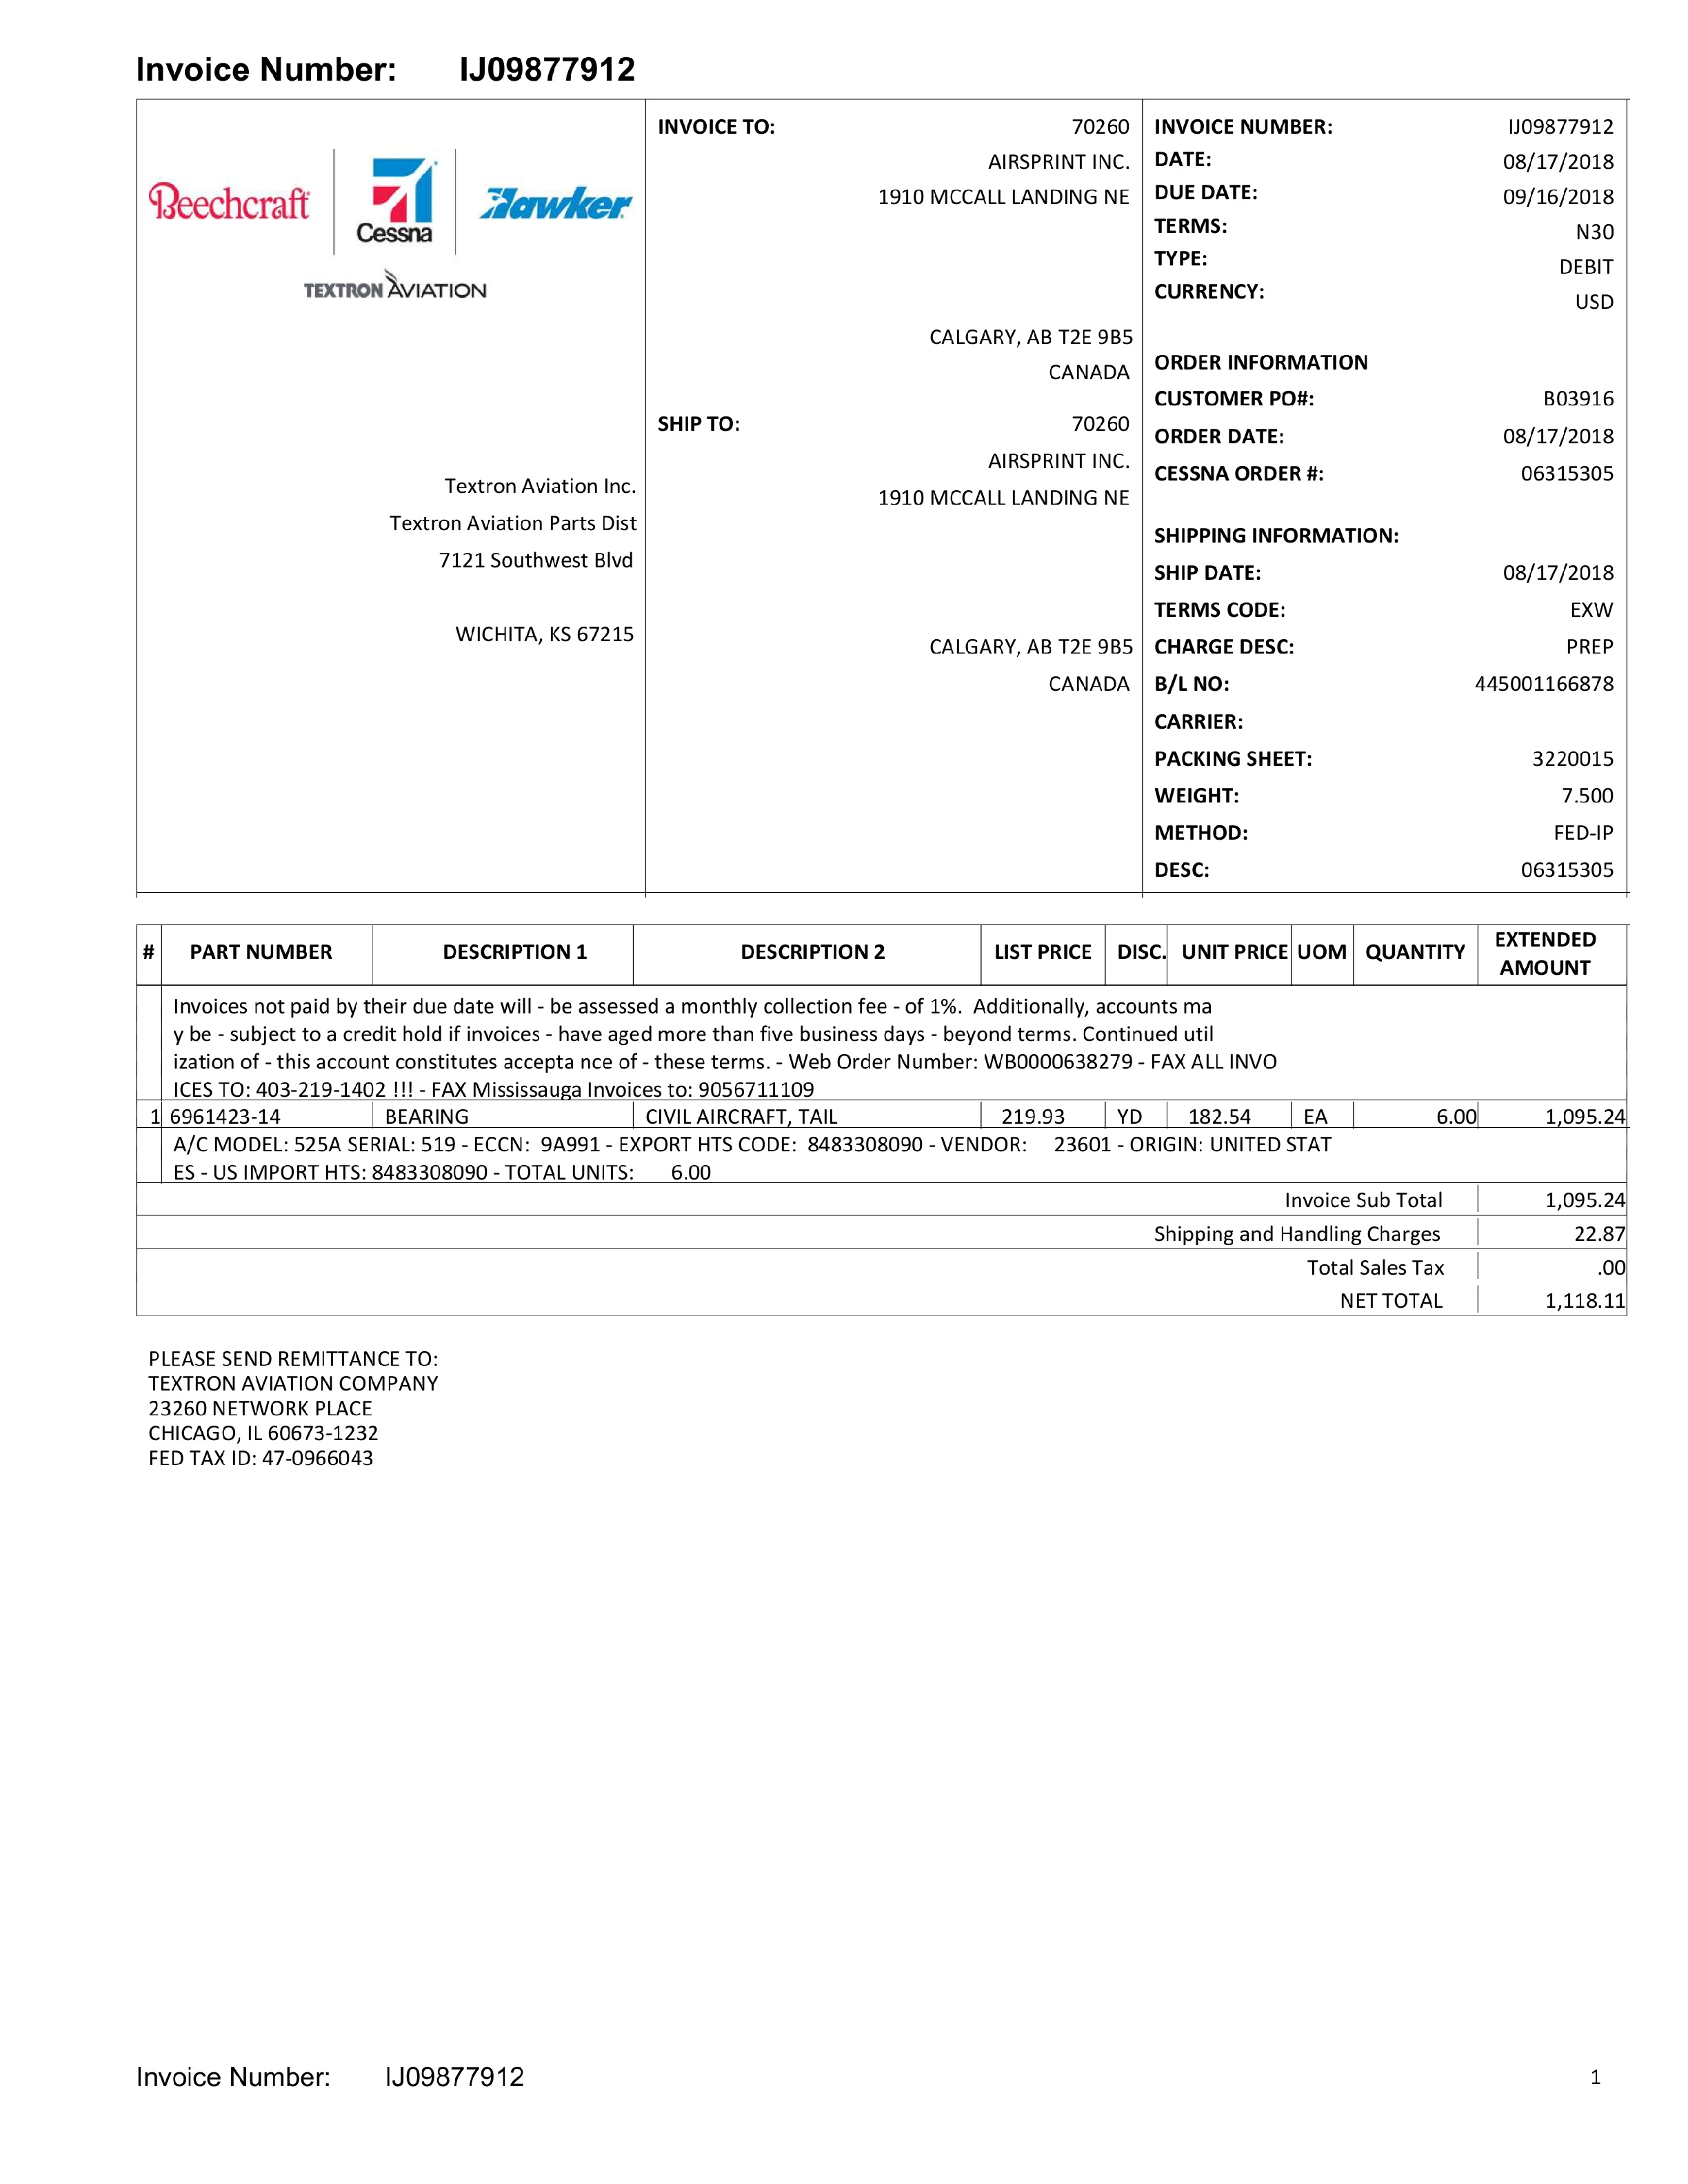 Invoice Number: IJ09877912
Beechcraft
Cessna
Hawker
TEXTRON AVIATION
Textron Aviation Inc.
Textron Aviation Parts Dist
7121 Southwest Blvd
WICHITA, KS 67215
INVOICE TO: 70260
AIRSPRINT INC.
1910 MCCALL LANDING NE
CALGARY, AB T2E 9B5
CANADA
SHIP TO: 70260
AIRSPRINT INC.
1910 MCCALL LANDING NE
CALGARY, AB T2E 9B5
CANADA
INVOICE NUMBER: IJ09877912
DATE: 08/17/2018
DUE DATE: 09/16/2018
TERMS: N30
TYPE: DEBIT
CURRENCY: USD
ORDER INFORMATION
CUSTOMER PO#: B03916
ORDER DATE: 08/17/2018
CESSNA ORDER #: 06315305
SHIPPING INFORMATION:
SHIP DATE: 08/17/2018
TERMS CODE: EXW
CHARGE DESC: PREP
B/L NO: 445001166878
CARRIER:
PACKING SHEET: 3220015
WEIGHT: 7.500
METHOD: FED-IP
DESC: 06315305
# PART NUMBER DESCRIPTION 1 DESCRIPTION 2 LIST PRICE DISC. UNIT PRICE UOM QUANTITY EXTENDED AMOUNT
Invoices not paid by their due date will - be assessed a monthly collection fee - of 1%. Additionally, accounts ma
y be - subject to a credit hold if invoices - have aged more than five business days - beyond terms. Continued util
ization of - this account constitutes accepta nce of - these terms. - Web Order Number: WB0000638279 - FAX ALL INVO
ICES TO: 403-219-1402 !!! - FAX Mississauga Invoices to: 9056711109
1 6961423-14 BEARING CIVIL AIRCRAFT, TAIL 219.93 YD 182.54 EA 6.00 1,095.24
A/C MODEL: 525A SERIAL: 519 - ECCN: 9A991 - EXPORT HTS CODE: 8483308090 - VENDOR: 23601 - ORIGIN: UNITED STAT
ES - US IMPORT HTS: 8483308090 - TOTAL UNITS: 6.00
Invoice Sub Total 1,095.24
Shipping and Handling Charges 22.87
Total Sales Tax .00
NET TOTAL 1,118.11
PLEASE SEND REMITTANCE TO:
TEXTRON AVIATION COMPANY
23260 NETWORK PLACE
CHICAGO, IL 60673-1232
FED TAX ID: 47-0966043
Invoice Number: IJ09877912 1